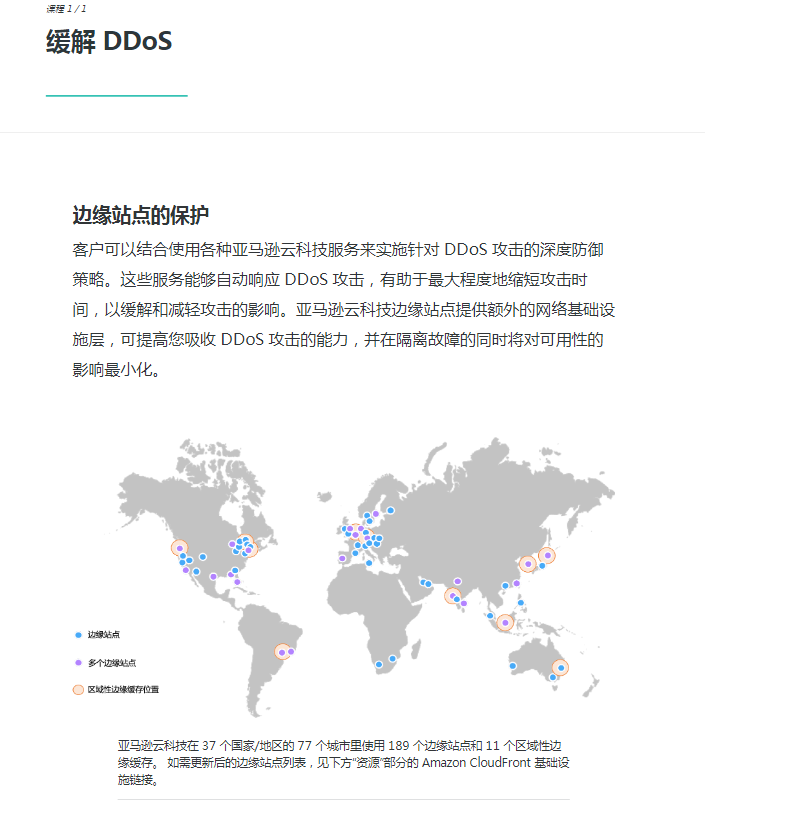 课程 1 / 1
缓解 DDoS
边缘站点的保护
客户可以结合使用各种亚马逊云科技服务来实施针对 DDoS 攻击的深度防御
策略。这些服务能够自动响应 DDoS 攻击，有助于最大程度地缩短攻击时
间，以缓解和减轻攻击的影响。亚马逊云科技边缘站点提供额外的网络基础设
施层，可提高您吸收 DDoS 攻击的能力，并在隔离故障的同时将对可用性的
影响最小化。
边缘站点
多个边缘站点
区域性边缘缓存位置
亚马逊云科技在 37 个国家/地区的 77 个城市里使用 189 个边缘站点和 11 个区域性边
缘缓存。 如需更新后的边缘站点列表，见下方“资源”部分的 Amazon CloudFront 基础设
施链接。